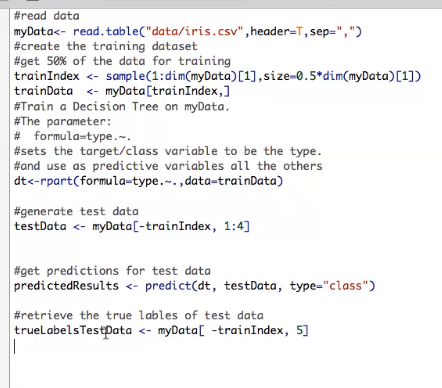 #read data
myData<- read.table("data/iris.csv",header=T,sep=",")
#create the training dataset
#get 50% of the data for training
trainIndex <- sample(1:dim(myData)[1],size=0.5*dim(myData)[1])
trainData  <- myData[trainIndex,]
#Train a Decision Tree on myData.
#The parameter:
#  formula=type.~.
#sets the target/class variable to be the type.
#and use as predictive variables all the others
dt<-rpart(formula=type.~.,data=trainData)
#generate test data
testData <- myData[-trainIndex, 1:4]
#get predictions for test data
predictedResults <- predict(dt, testData, type="class")
#retrieve the true lables of test data
trueLabelsTestData <- myData[ -trainIndex, 5]